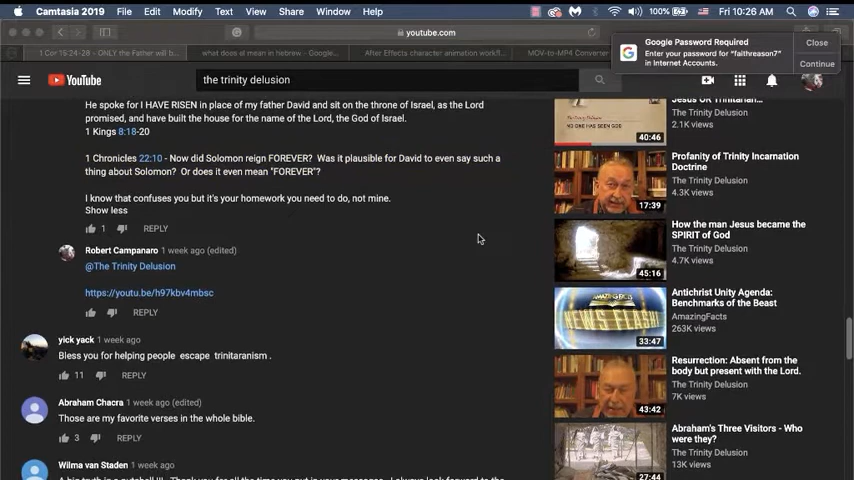 Camtasia 2019 File Edit Modify Text View Share Window Help 100% Fri 10:26 AM
youtube.com
1 Cor 15:24-28 - ONLY the Father will be
what does el mean in hebrew - Google...
After Effects character animation workf...
MOV-to-MP4 Converter
Google Password Required
Enter your password for "faithreason7"
in Internet Accounts.
Close
Continue
YouTube
the trinity delusion
He spoke for I HAVE RISEN in place of my father David and sit on the throne of Israel, as the Lord
promised, and have built the house for the name of the Lord, the God of Israel.
1 Kings 8:18-20
1 Chronicles 22:10 - Now did Solomon reign FOREVER? Was it plausible for David to even say such a
thing about Solomon? Or does it even mean "FOREVER"?
I know that confuses you but it's your homework you need to do, not mine.
Show less
1 REPLY
Robert Campanaro 1 week ago (edited)
@The Trinity Delusion
https://youtu.be/h97kbv4mbsc
REPLY
yick yack 1 week ago
Bless you for helping people escape trinitaranism .
11 REPLY
Abraham Chacra 1 week ago (edited)
Those are my favorite verses in the whole bible.
3 REPLY
Wilma van Staden 1 week ago
Jesus OR Trinitarian
2.1K views
NO ONE HAS SEEN GOD
40:46
Profanity of Trinity Incarnation
Doctrine
The Trinity Delusion
4.3K views
17:39
How the man Jesus became the
SPIRIT of God
The Trinity Delusion
4.7K views
45:16
Antichrist Unity Agenda:
Benchmarks of the Beast
AmazingFacts
263K views
NEWS FLASH
33:47
Resurrection: Absent from the
body but present with the Lord.
The Trinity Delusion
7K views
43:42
Abraham's Three Visitors - Who
were they?
The Trinity Delusion
13K views
27:44